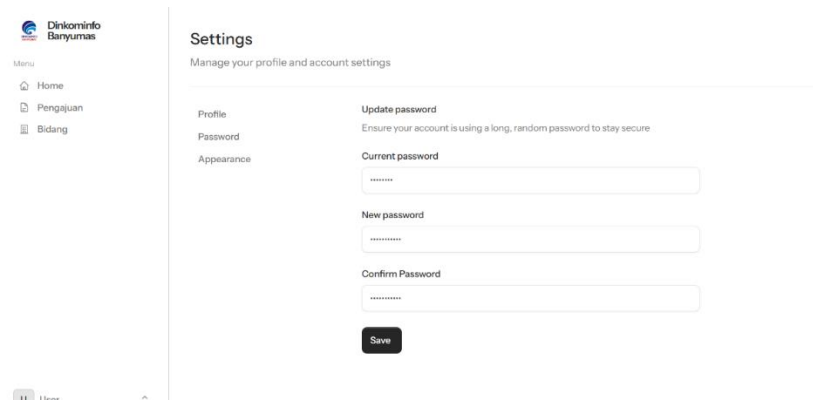 Dinkominfo
Banyumas
Menu
Home
Pengajuan
Bidang
Settings
Manage your profile and account settings
Profile
Password
Appearance
Update password
Ensure your account is using a long, random password to stay secure
Current password
••••••••
New password
•••••••••••
Confirm Password
•••••••••••
Save
U User